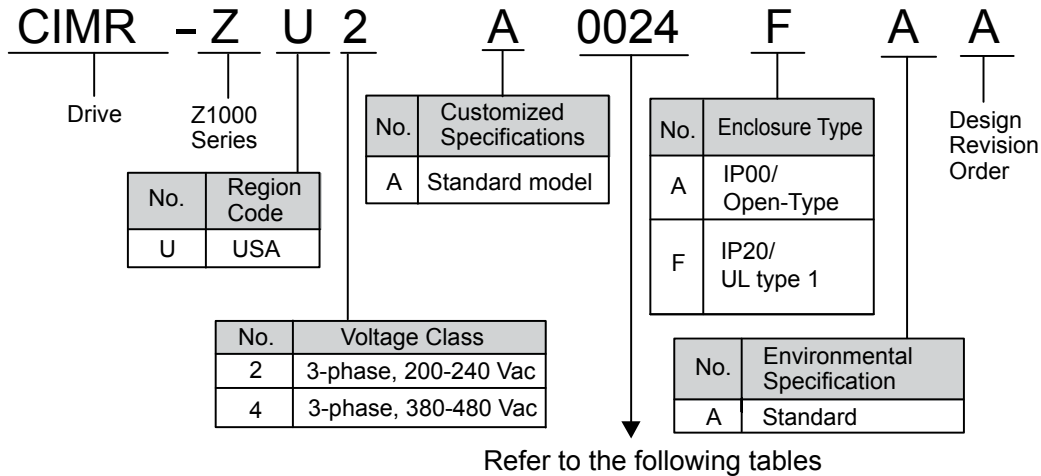 CIMR - Z U 2 A 0024 F A A
Drive
Z1000
Series
No. Region
Code
U USA
No. Customized
Specifications
A Standard model
No. Enclosure Type
A IP00/
Open-Type
F IP20/
UL type 1
Design
Revision
Order
No. Voltage Class
2 3-phase, 200-240 Vac
4 3-phase, 380-480 Vac
No. Environmental
Specification
A Standard
Refer to the following tables